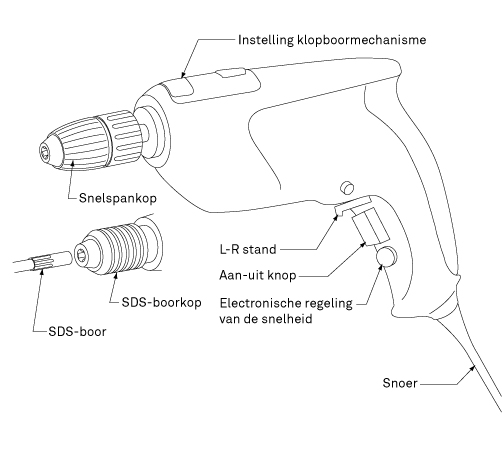 Instelling klopboormechanisme
Snelspankop
L-R stand
Aan-uit knop
SDS-boorkop
Electronische regeling
van de snelheid
SDS-boor
Snoer